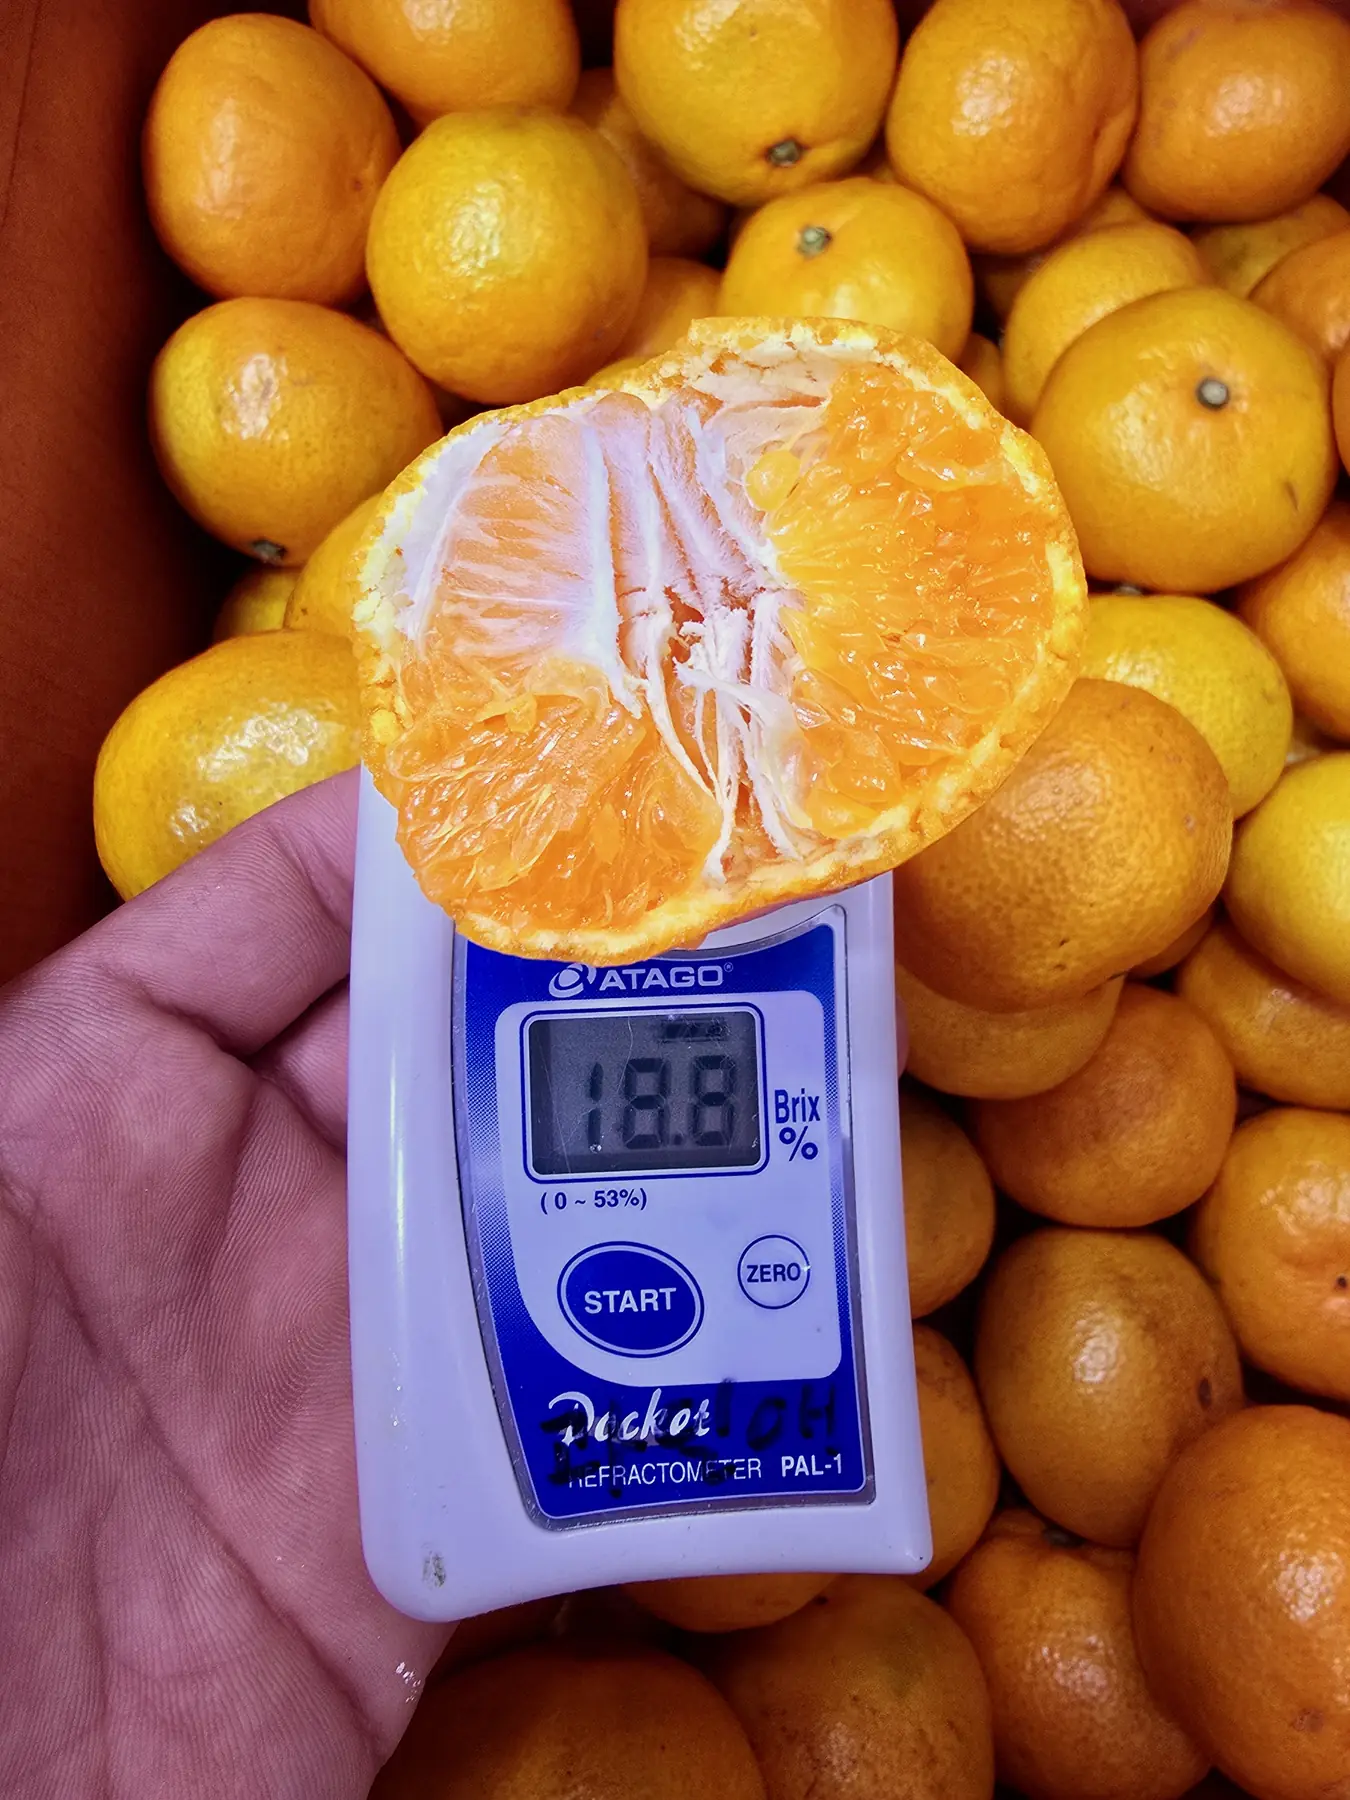 ATAGO®
18.8
Brix
%
( 0 ~ 53%)
START
ZERO
Pocket
REFRACTOMETER PAL-1